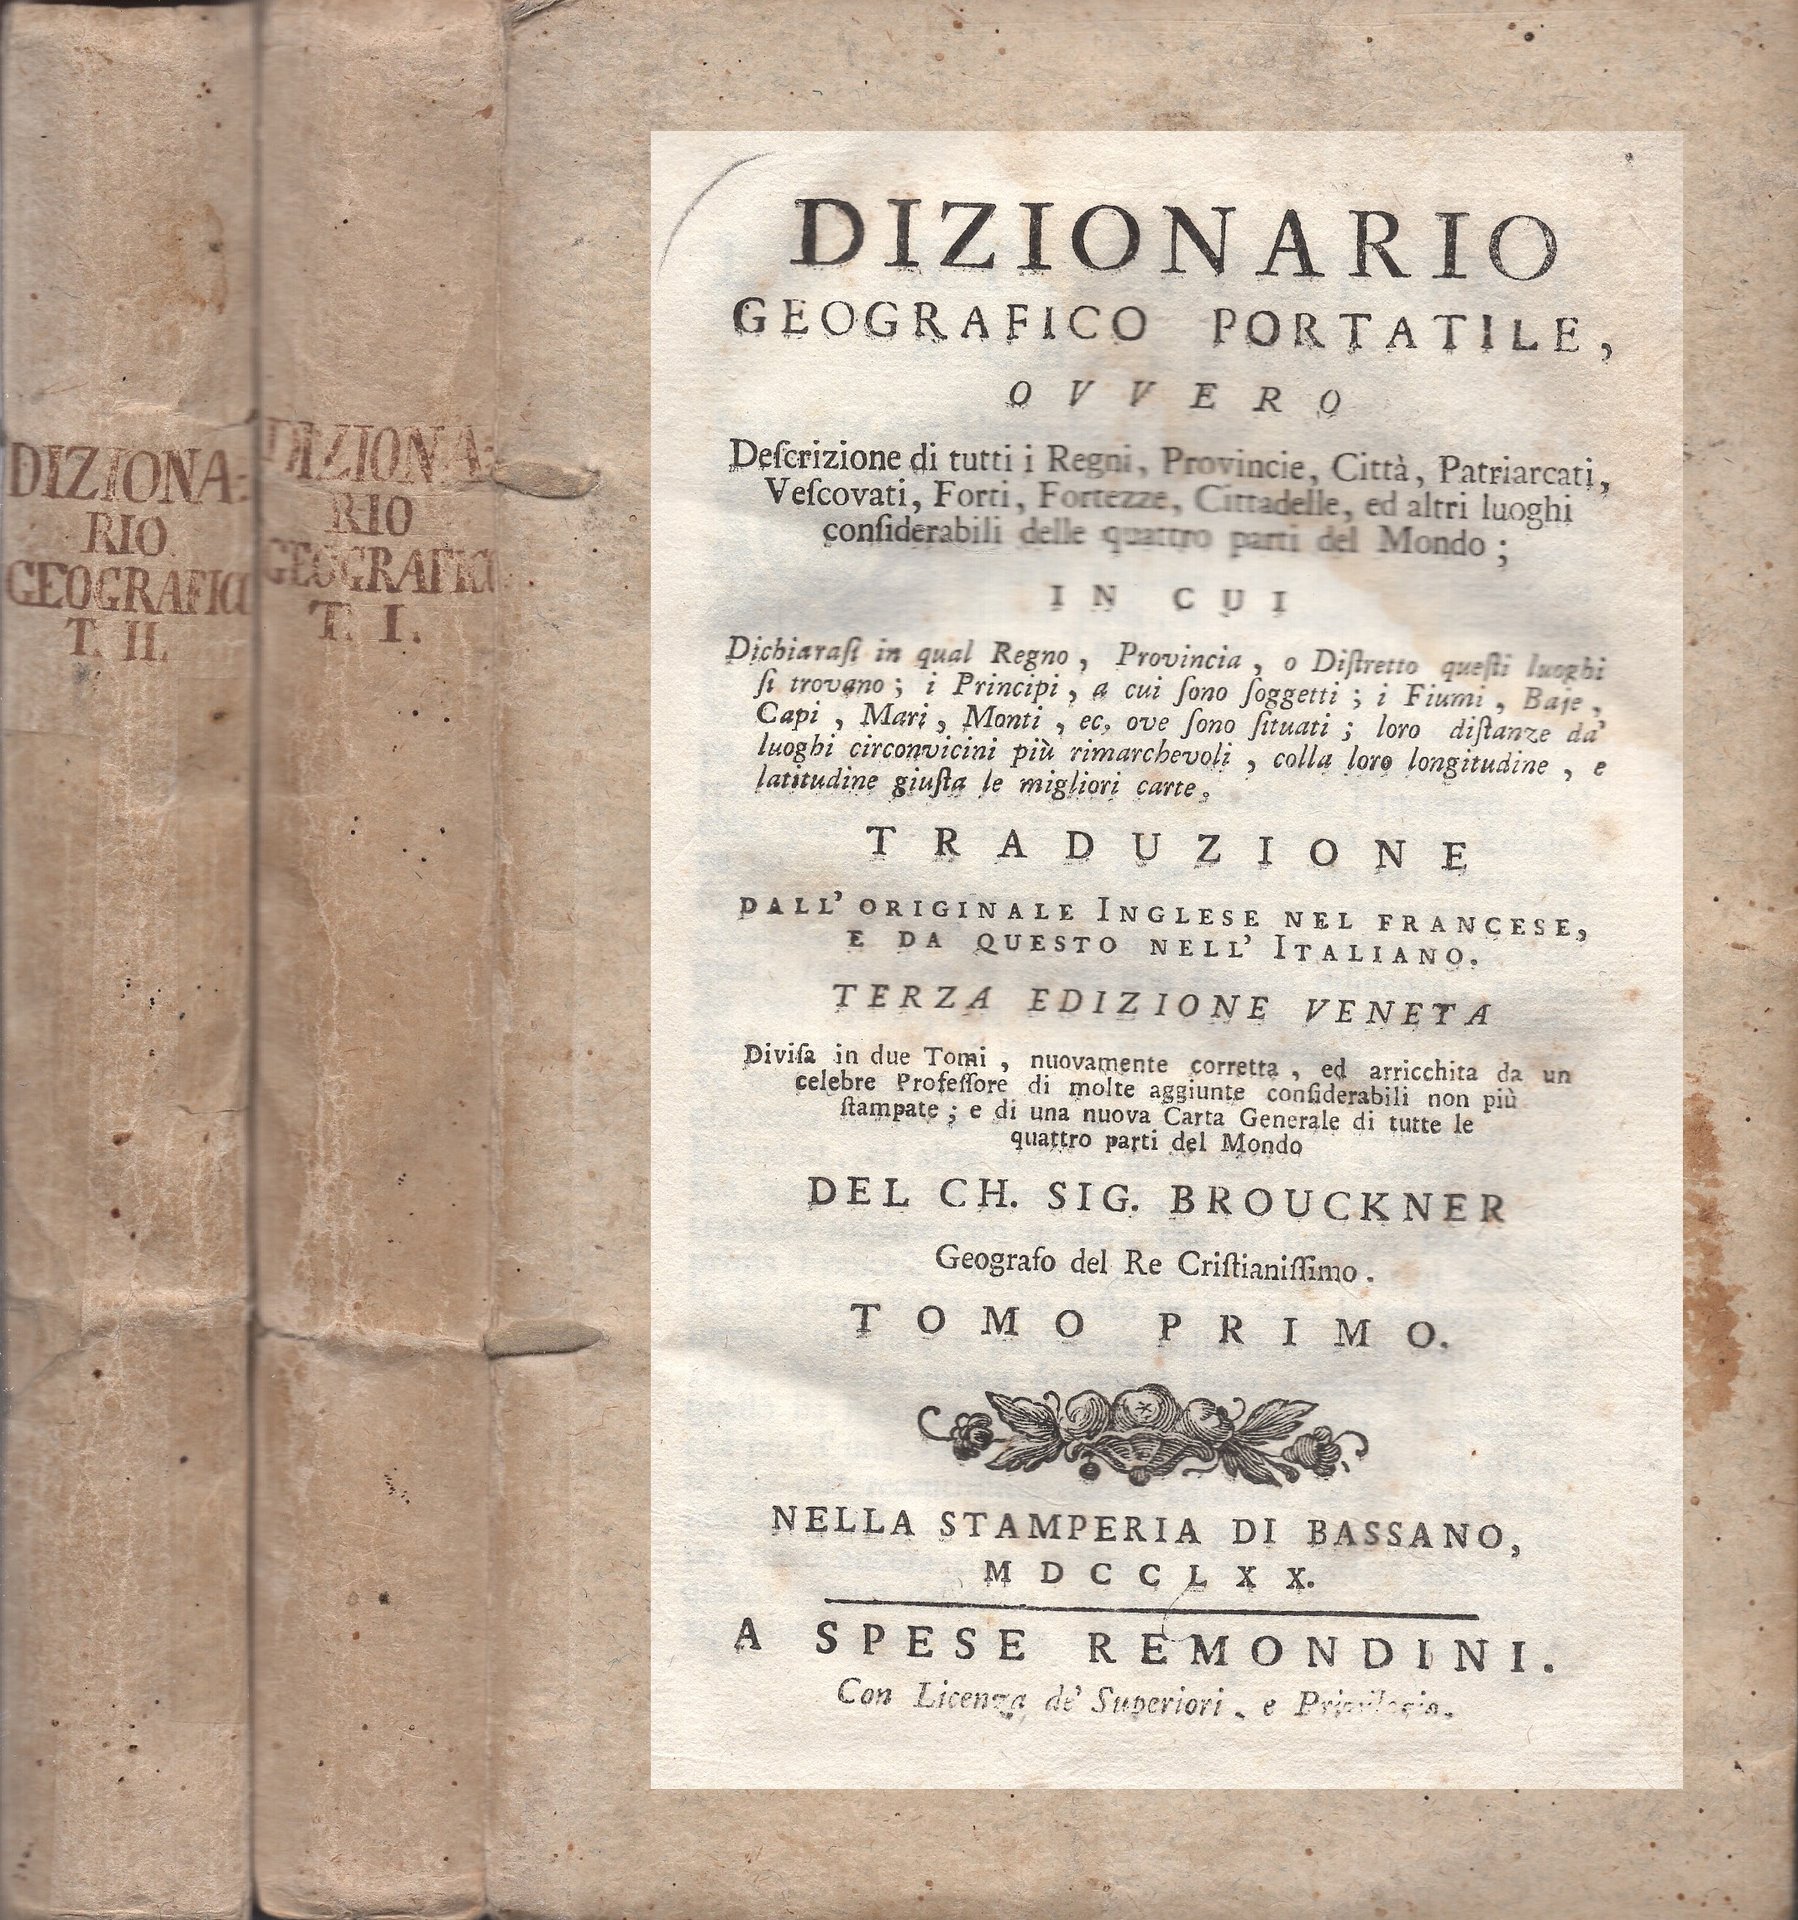 DIZIONA:
RIO
GEOGRAFICI
T. II.
DIZIONA:
RIO
GEOGRAFICI
T. I.
DIZIONARIO
GEOGRAFICO PORTATILE,
OVVERO
Deſcrizione di tutti i Regni, Provincie, Città, Patriarcati,
Veſcovati, Forti, Fortezze, Cittadelle, ed altri luoghi
conſiderabili delle quattro parti del Mondo;
IN CUI
Dichiaraſi in qual Regno, Provincia, o Diſtretto queſti luoghi
ſi trovano; i Principi, a cui ſono ſoggetti; i Fiumi, Baje,
Capi, Mari, Monti, ec. ove ſono ſituati; loro diſtanze da'
luoghi circonvicini più rimarchevoli, colla loro longitudine, e
latitudine giuſta le migliori carte.
TRADUZIONE
DALL' ORIGINALE INGLESE NEL FRANCESE,
E DA QUESTO NELL' ITALIANO.
TERZA EDIZIONE VENETA
Diviſa in due Tomi, nuovamente corretta, ed arricchita da un
celebre Profeſſore di molte aggiunte conſiderabili non più
ſtampate; e di una nuova Carta Generale di tutte le
quattro parti del Mondo
DEL CH. SIG. BROUCKNER
Geografo del Re Criſtianiſſimo.
TOMO PRIMO.
NELLA STAMPERIA DI BASSANO,
MDCCLXX.
A SPESE REMONDINI.
Con Licenza de' Superiori, e Privilegio.